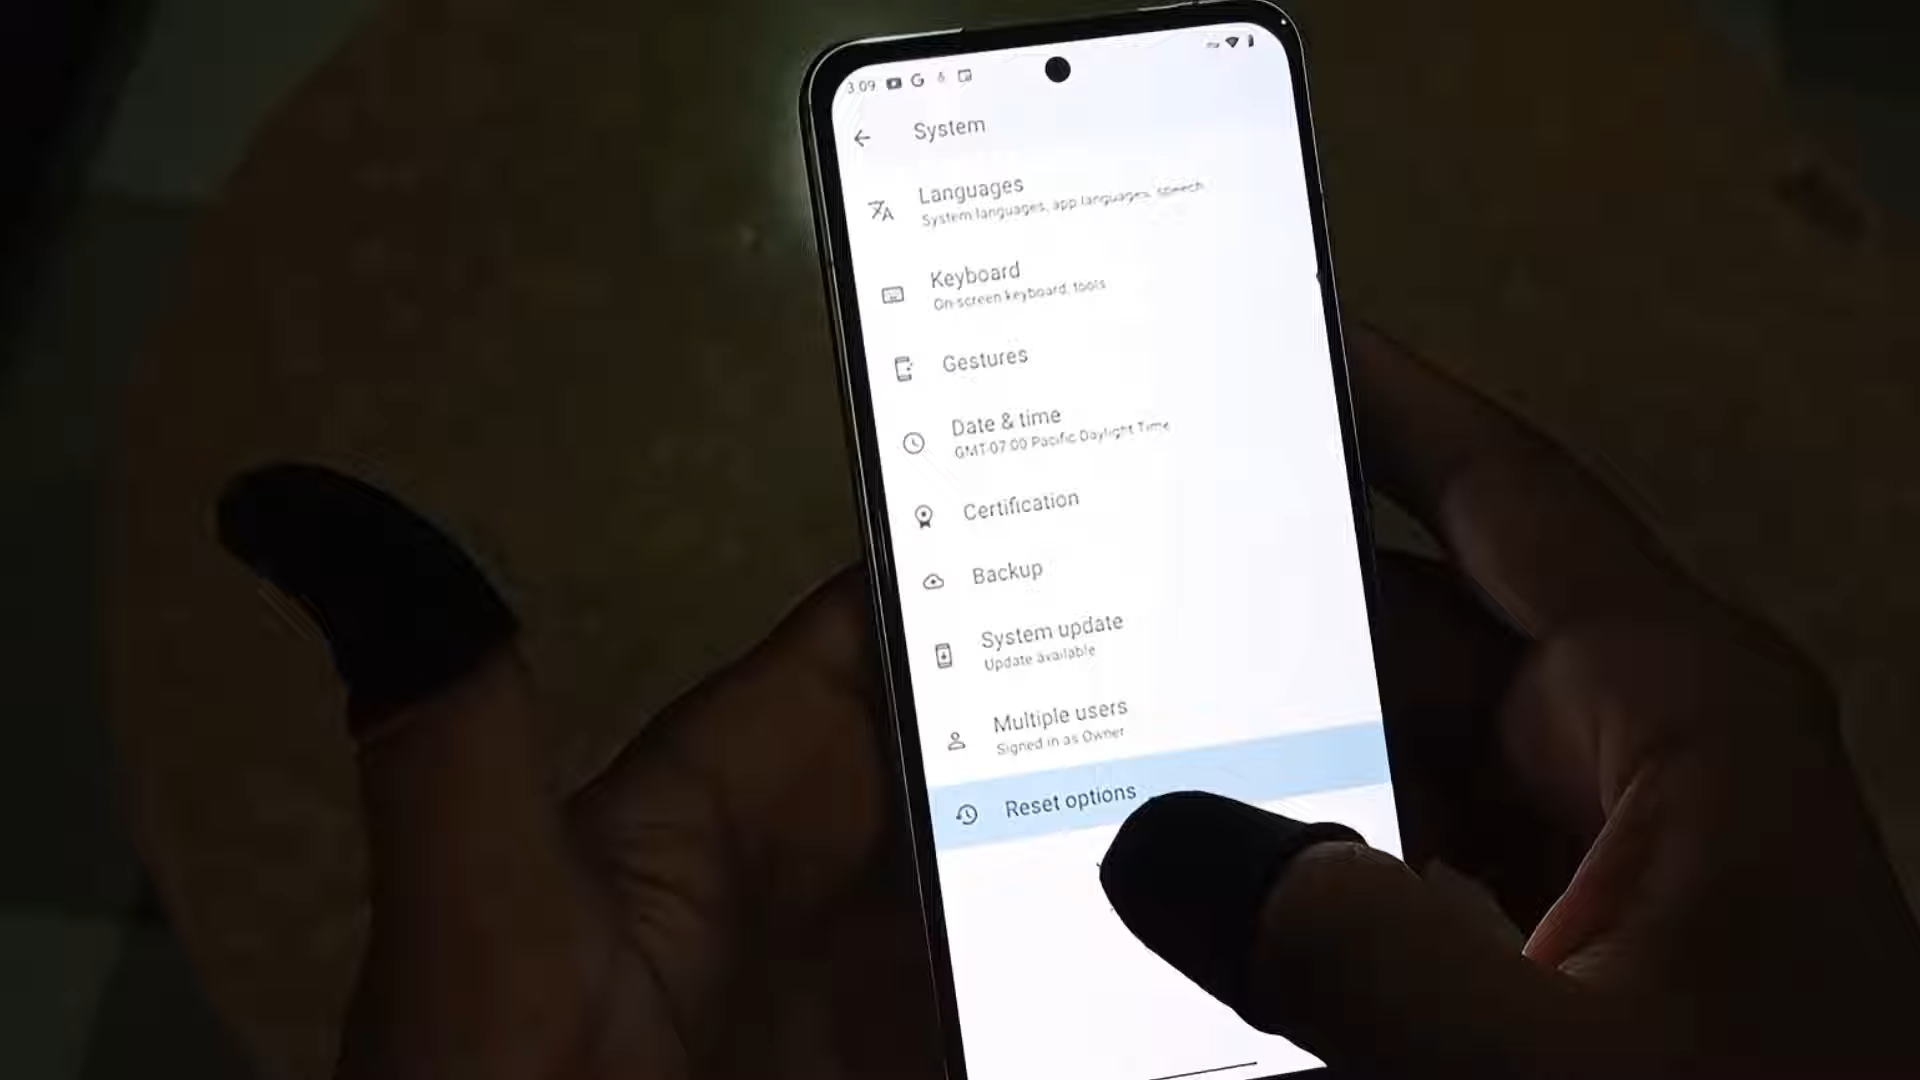 3:09
System
Languages
System languages, app languages, speech
Keyboard
On-screen keyboard, tools
Gestures
Date & time
GMT-07:00 Pacific Daylight Time
Certification
Backup
System update
Update available
Multiple users
Signed in as Owner
Reset options